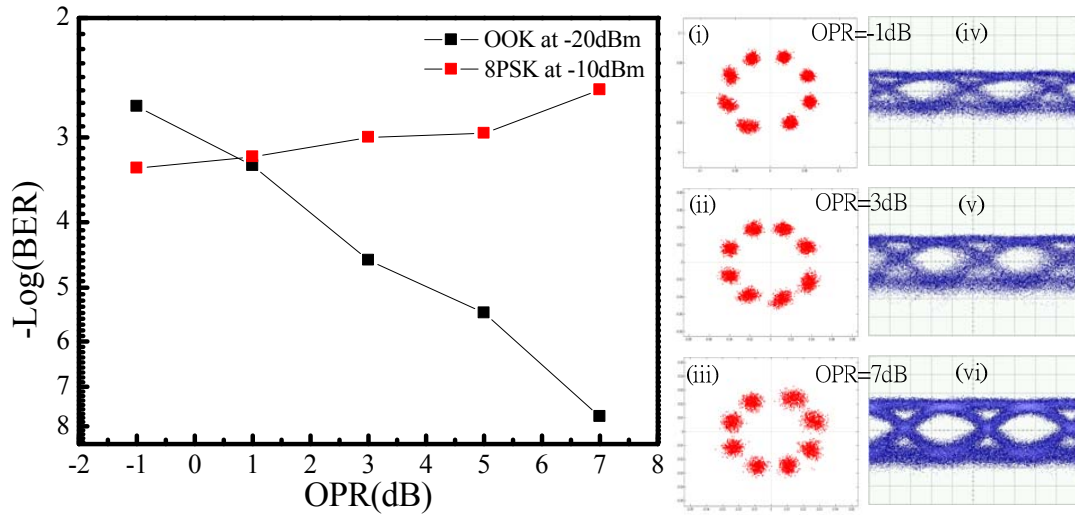 2
3
4
5
6
7
8
-Log(BER)
-2 -1 0 1 2 3 4 5 6 7 8
OPR(dB)
OOK at -20dBm
8PSK at -10dBm
(i) OPR=-1dB (iv)
(ii) OPR=3dB (v)
(iii) OPR=7dB (vi)